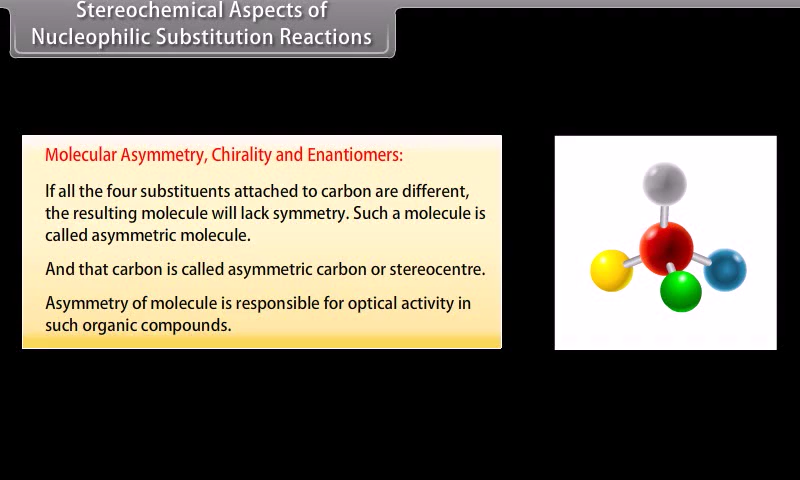 Stereochemical Aspects of
Nucleophilic Substitution Reactions
Molecular Asymmetry, Chirality and Enantiomers:
If all the four substituents attached to carbon are different,
the resulting molecule will lack symmetry. Such a molecule is
called asymmetric molecule.
And that carbon is called asymmetric carbon or stereocentre.
Asymmetry of molecule is responsible for optical activity in
such organic compounds.